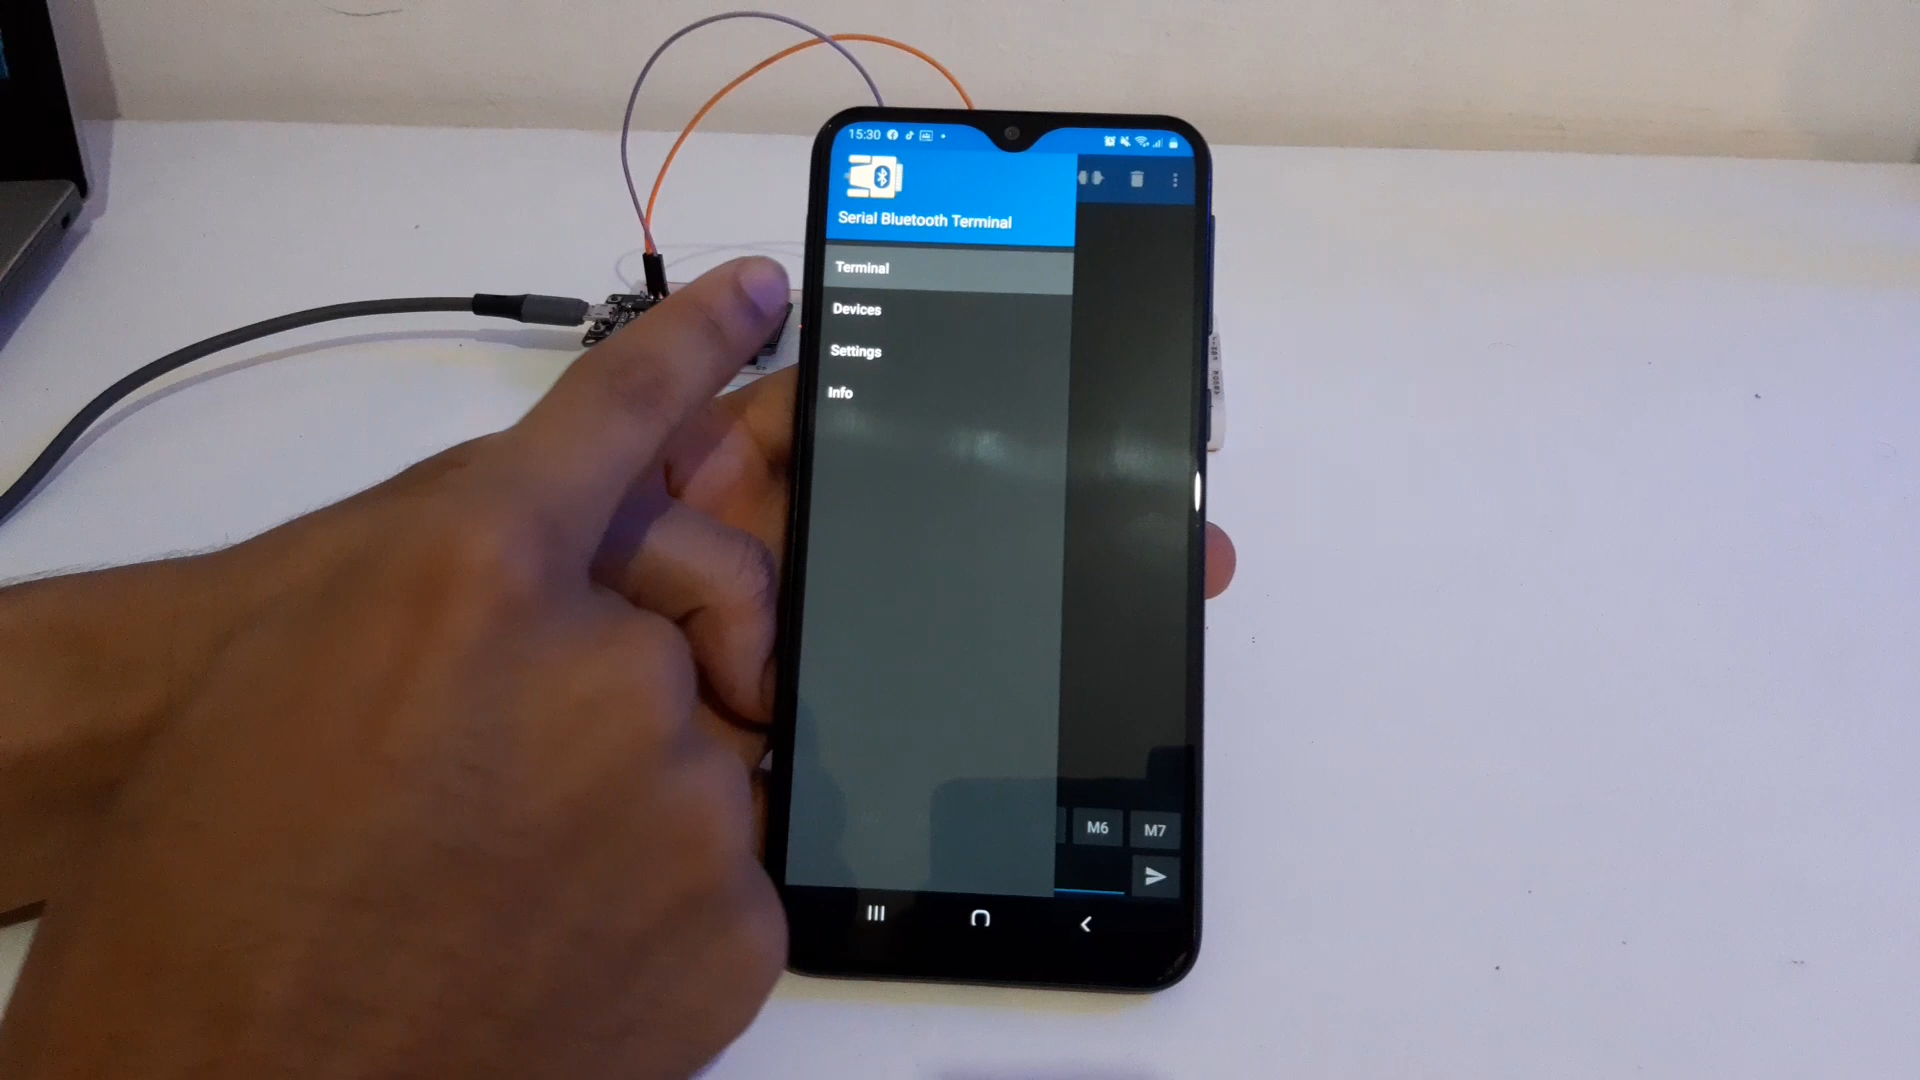 15:30
Serial Bluetooth Terminal
Terminal
Devices
Settings
Info
M6
M7